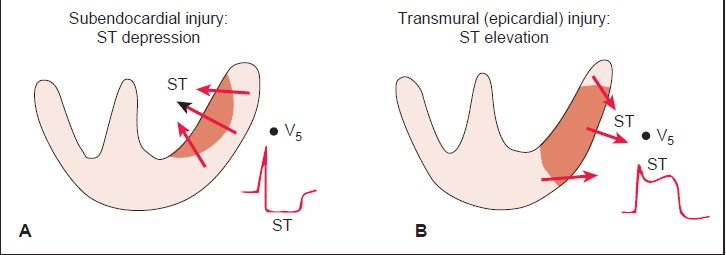 Subendocardial injury:
ST depression
ST
V5
ST
A
Transmural (epicardial) injury:
ST elevation
ST
V5
ST
B